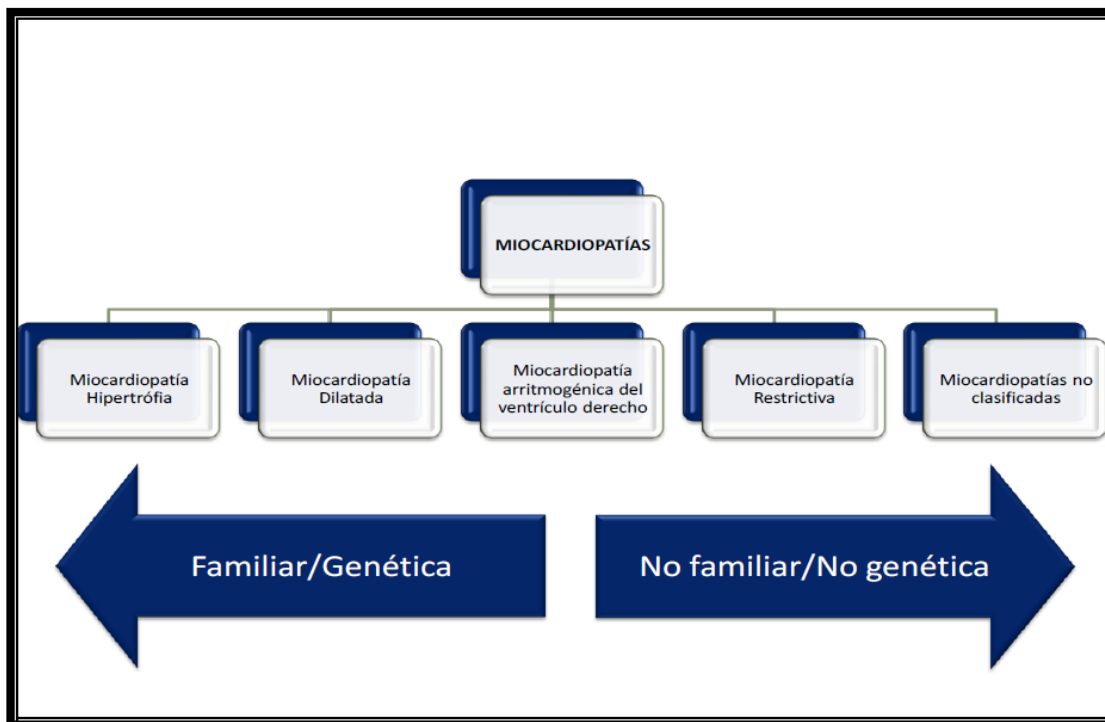 MIOCARDIOPATÍAS
Miocardiopatía
Hipertrófia
Miocardiopatía
Dilatada
Miocardiopatía
arritmogénica del
ventrículo derecho
Miocardiopatía
Restrictiva
Miocardiopatías no
clasificadas
Familiar/Genética
No familiar/No genética